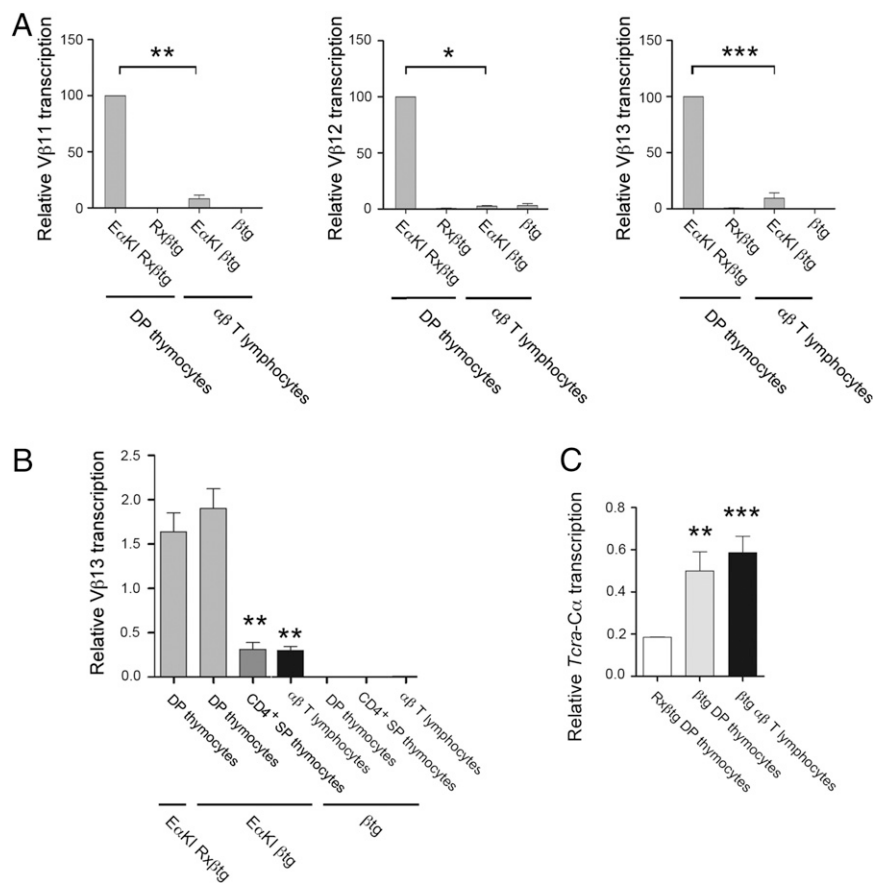 A
Relative Vβ11 transcription
150
100
50
0
**
EαKI Rxβtg
Rxβtg
EαKI βtg
βtg
DP thymocytes
αβ T lymphocytes
Relative Vβ12 transcription
150
100
50
0
*
EαKI Rxβtg
Rxβtg
EαKI βtg
βtg
DP thymocytes
αβ T lymphocytes
Relative Vβ13 transcription
150
100
50
0
***
EαKI Rxβtg
Rxβtg
EαKI βtg
βtg
DP thymocytes
αβ T lymphocytes
B
Relative Vβ13 transcription
2.5
2.0
1.5
1.0
0.5
0.0
**
**
DP thymocytes
DP thymocytes
CD4+ SP thymocytes
αβ T lymphocytes
DP thymocytes
CD4+ SP thymocytes
αβ T lymphocytes
EαKI Rxβtg
EαKI βtg
βtg
C
Relative Tcra-Cα transcription
0.8
0.6
0.4
0.2
0.0
**
***
Rxβtg DP thymocytes
βtg DP thymocytes
βtg αβ T lymphocytes